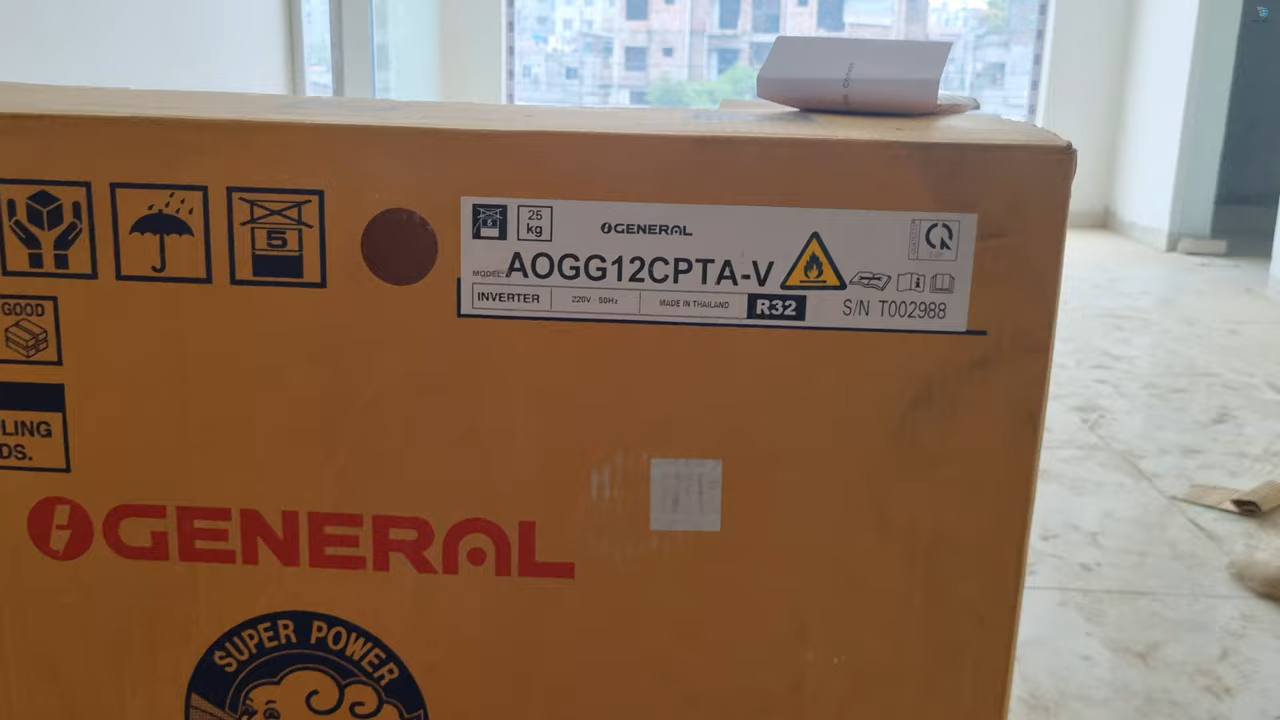 5
25
kg
GENERAL
MODEL: AOGG12CPTA-V
INVERTER 220V - 50Hz MADE IN THAILAND R32 S/N T002988
5
GOOD
LING
DS.
GENERAL
SUPER POWER